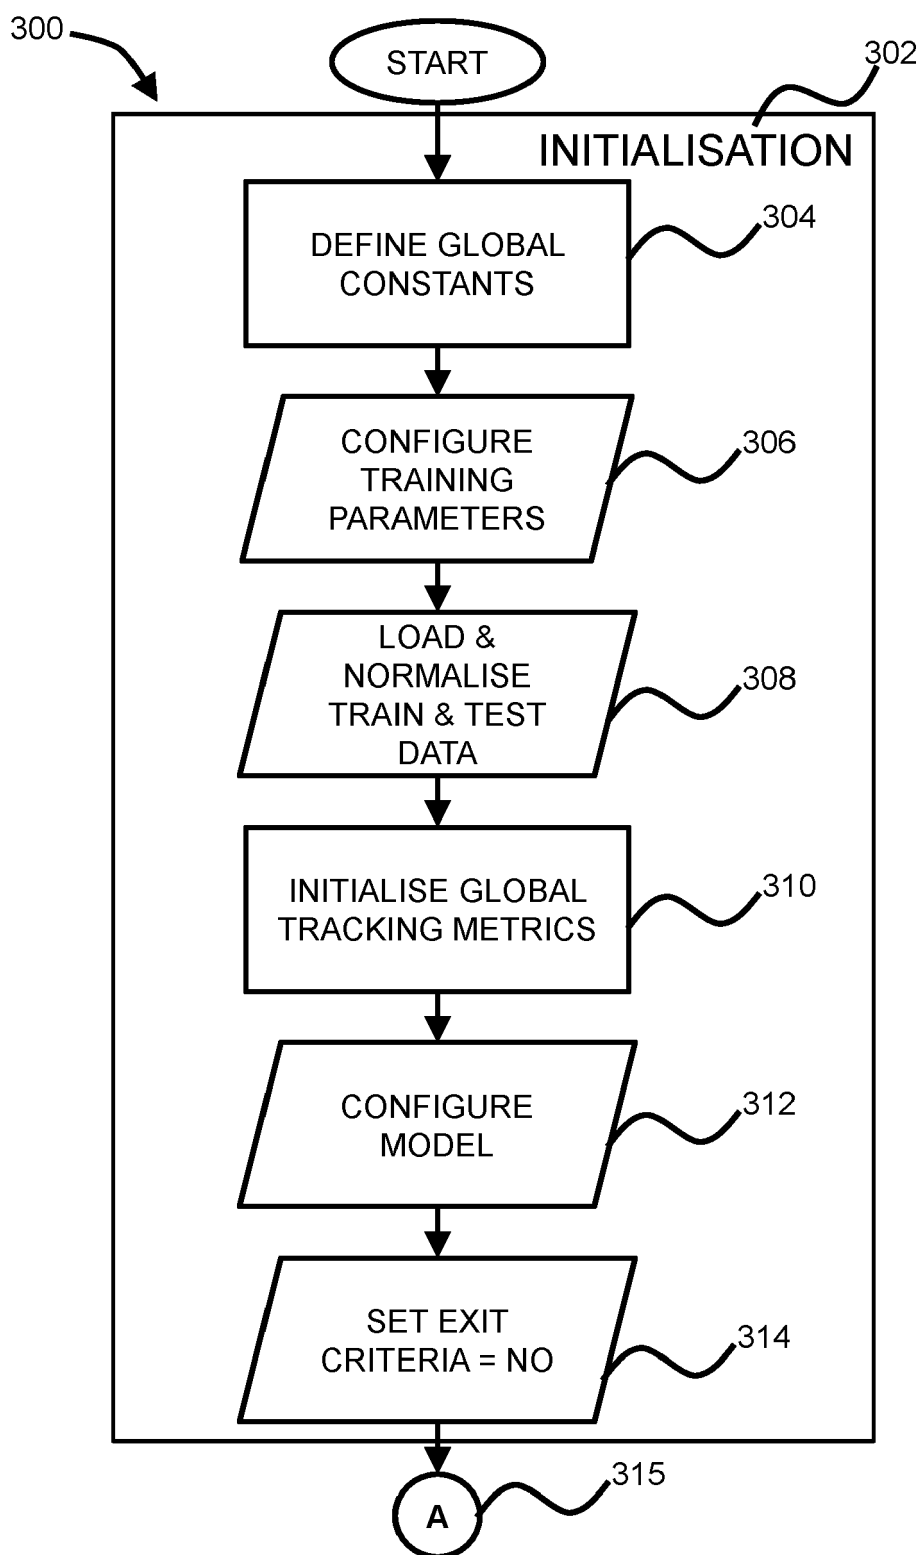 300
START
302
INITIALISATION
DEFINE GLOBAL
CONSTANTS
304
CONFIGURE
TRAINING
PARAMETERS
306
LOAD &
NORMALISE
TRAIN & TEST
DATA
308
INITIALISE GLOBAL
TRACKING METRICS
310
CONFIGURE
MODEL
312
SET EXIT
CRITERIA = NO
314
A
315